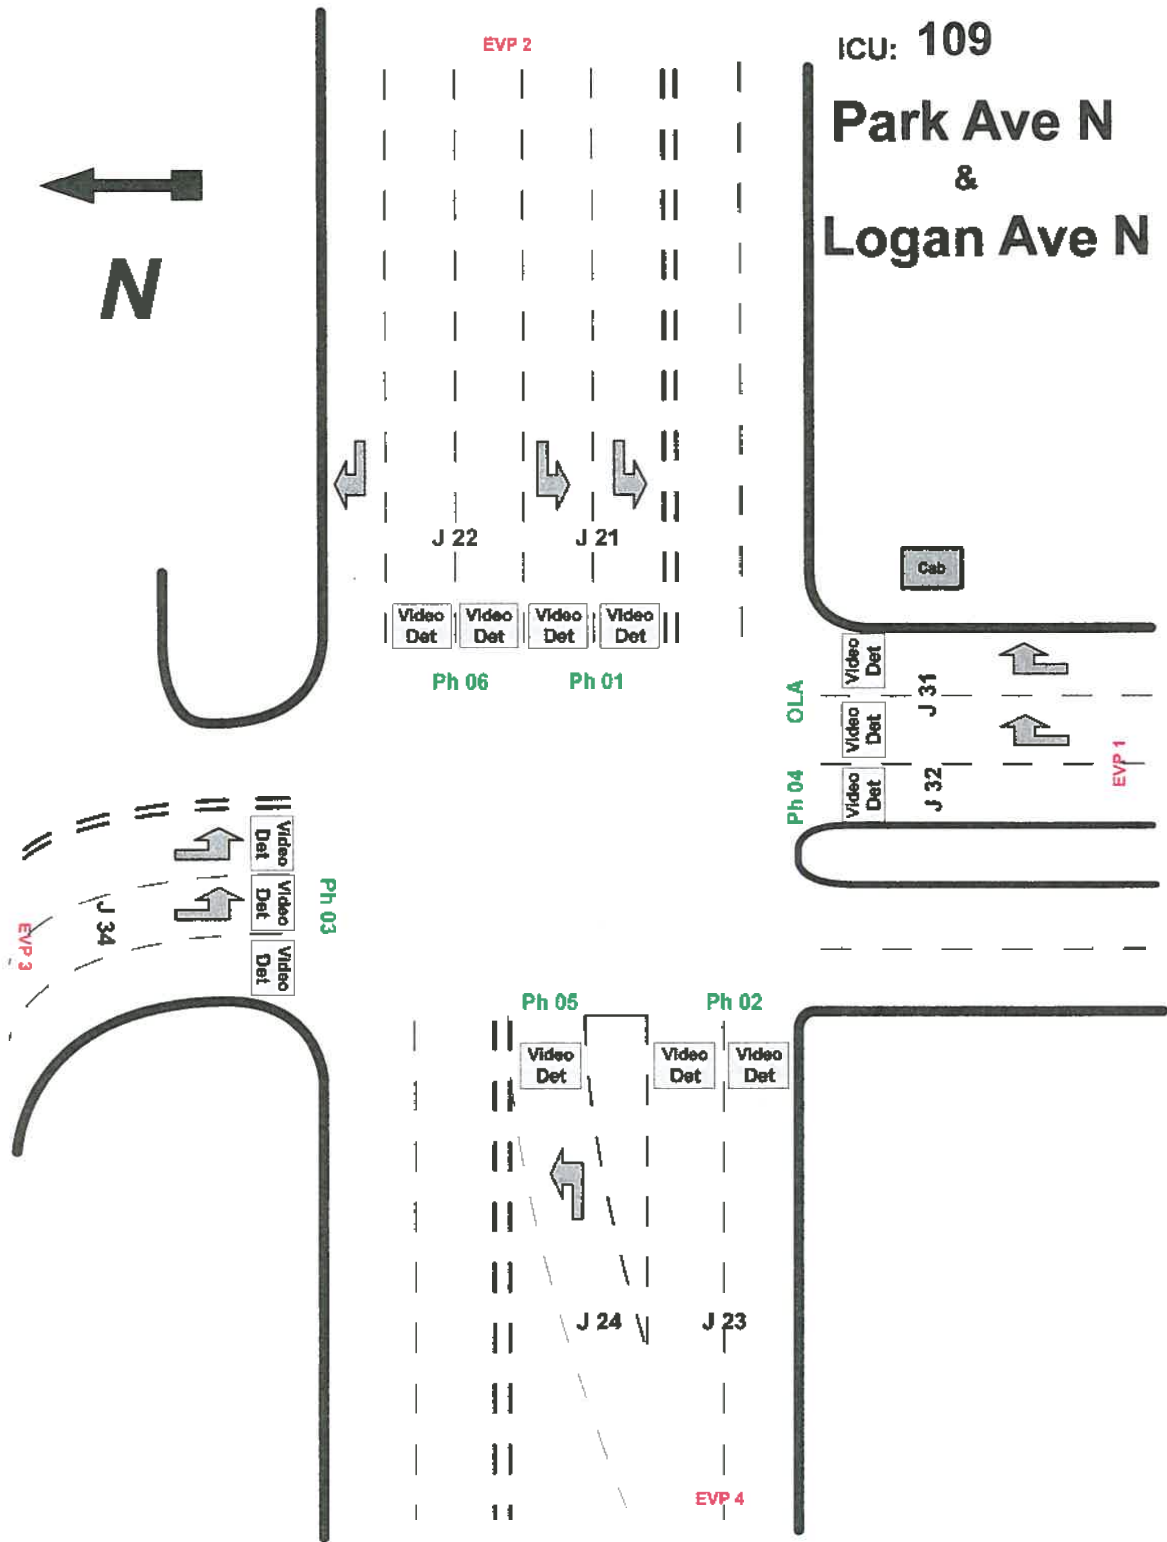 EVP 2
ICU: 109
Park Ave N
&
Logan Ave N
N
J 22
J 21
Cab
Video Det
Video Det
Video Det
Video Det
Ph 06
Ph 01
OLA
Video Det
J 31
Video Det
EVP 1
Ph 04
Video Det
J 32
Video Det
Video Det
Ph 03
J 34
EVP 3
Video Det
Ph 05
Ph 02
Video Det
Video Det
Video Det
J 24
J 23
EVP 4